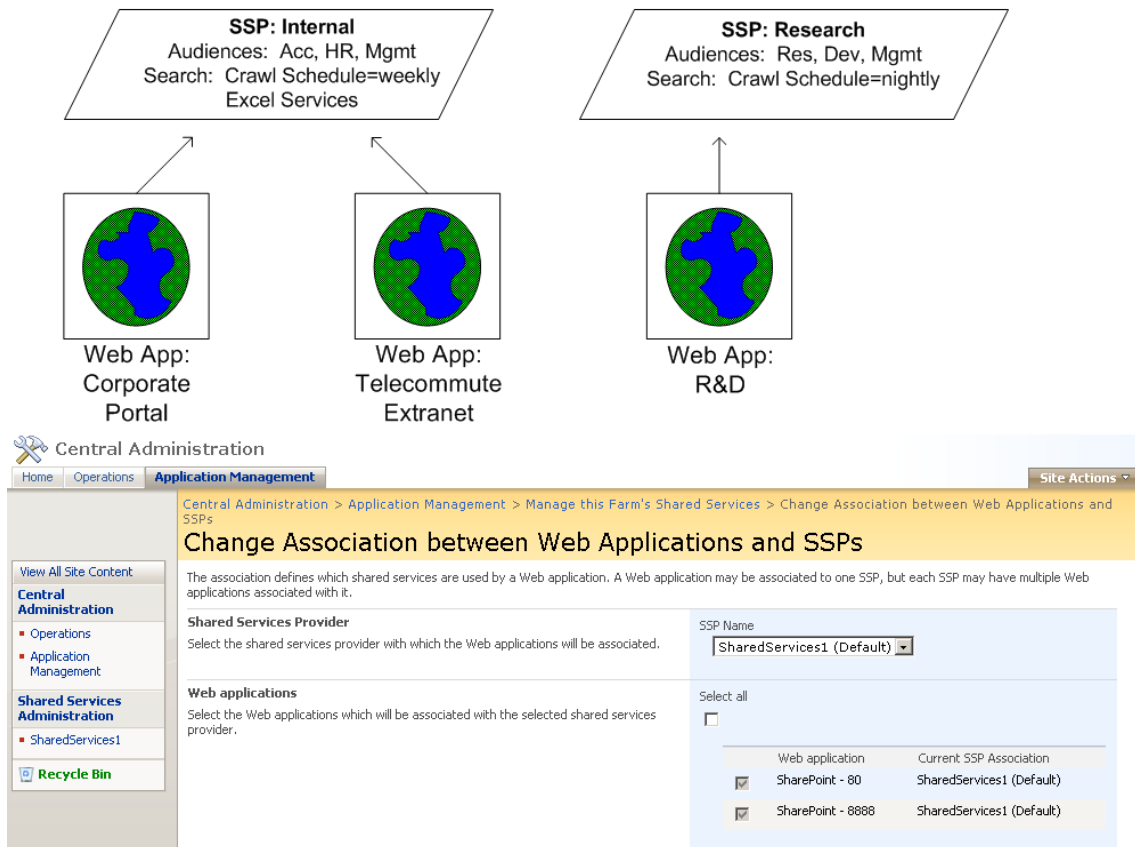 SSP: Internal
Audiences: Acc, HR, Mgmt
Search: Crawl Schedule=weekly
Excel Services
SSP: Research
Audiences: Res, Dev, Mgmt
Search: Crawl Schedule=nightly
Web App:
Corporate
Portal
Web App:
Telecommute
Extranet
Web App:
R&D
Central Administration
Home Operations Application Management Site Actions
Central Administration > Application Management > Manage this Farm's Shared Services > Change Association between Web Applications and
SSPs
Change Association between Web Applications and SSPs
View All Site Content
Central
Administration
Operations
Application
Management
Shared Services
Administration
SharedServices1
Recycle Bin
The association defines which shared services are used by a Web application. A Web application may be associated to one SSP, but each SSP may have multiple Web
applications associated with it.
Shared Services Provider
Select the shared services provider with which the Web applications will be associated.
SSP Name
SharedServices1 (Default)
Web applications
Select the Web applications which will be associated with the selected shared services
provider.
Select all
Web application Current SSP Association
SharePoint - 80 SharedServices1 (Default)
SharePoint - 8888 SharedServices1 (Default)